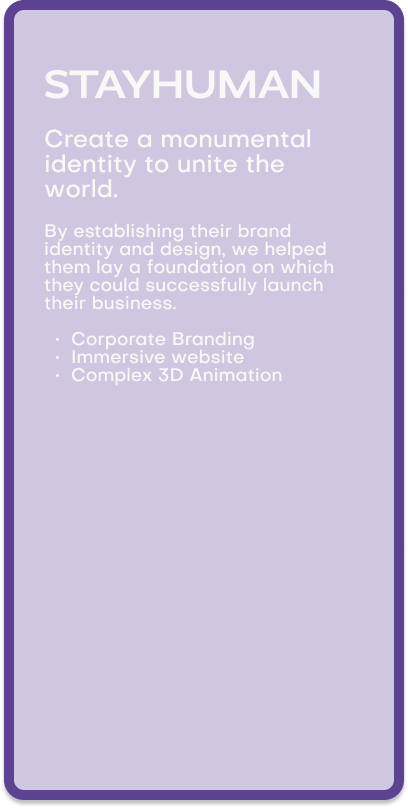 STAYHUMAN
Create a monumental
identity to unite the
world.
By establishing their brand
identity and design, we helped
them lay a foundation on which
they could successfully launch
their business.
· Corporate Branding
· Immersive website
· Complex 3D Animation